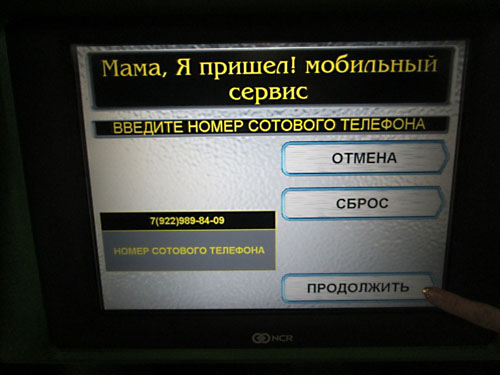 Мама, Я пришел! мобильный
сервис
ВВЕДИТЕ НОМЕР СОТОВОГО ТЕЛЕФОНА
ОТМЕНА
СБРОС
7(922)989-84-09
НОМЕР СОТОВОГО ТЕЛЕФОНА
ПРОДОЛЖИТЬ
NCR